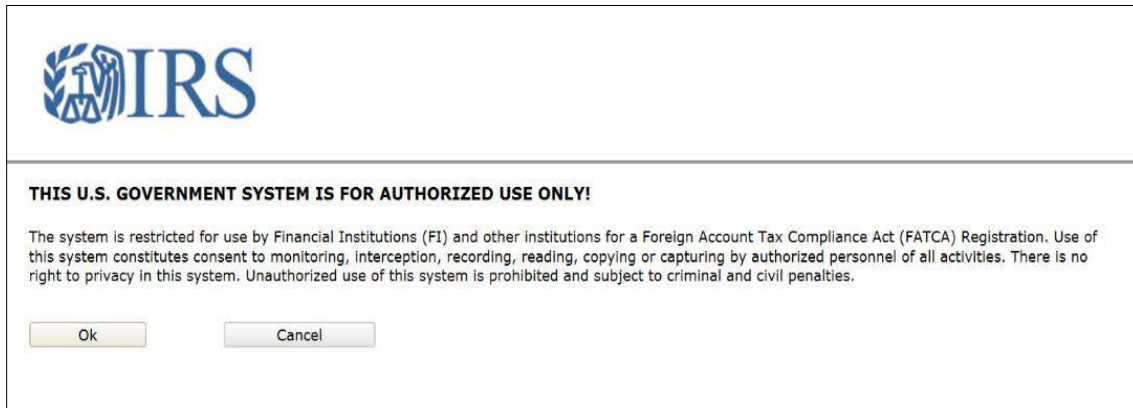 IRS
THIS U.S. GOVERNMENT SYSTEM IS FOR AUTHORIZED USE ONLY!
The system is restricted for use by Financial Institutions (FI) and other institutions for a Foreign Account Tax Compliance Act (FATCA) Registration. Use of
this system constitutes consent to monitoring, interception, recording, reading, copying or capturing by authorized personnel of all activities. There is no
right to privacy in this system. Unauthorized use of this system is prohibited and subject to criminal and civil penalties.
Ok Cancel